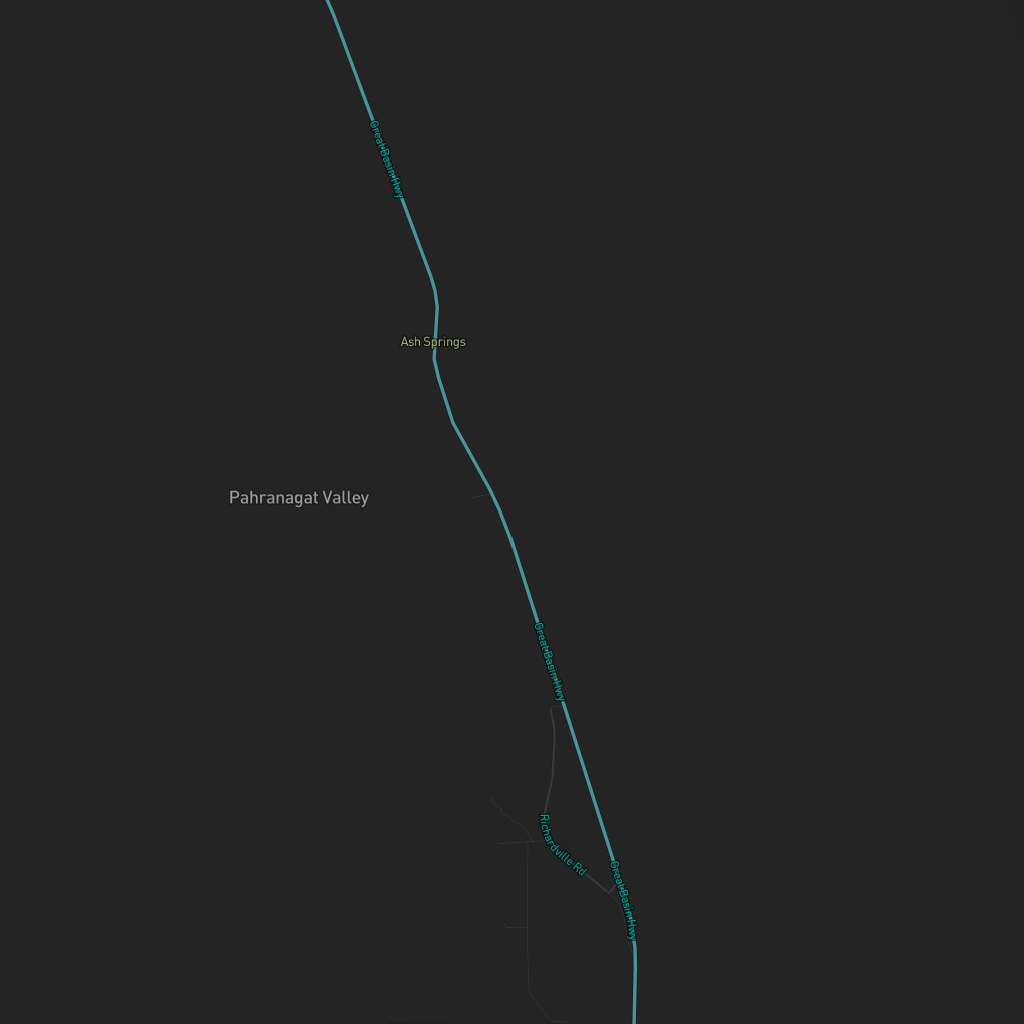 Great Basin Hwy
Ash Springs
Pahranagat Valley
Great Basin Hwy
Richardville Rd
Great Basin Hwy